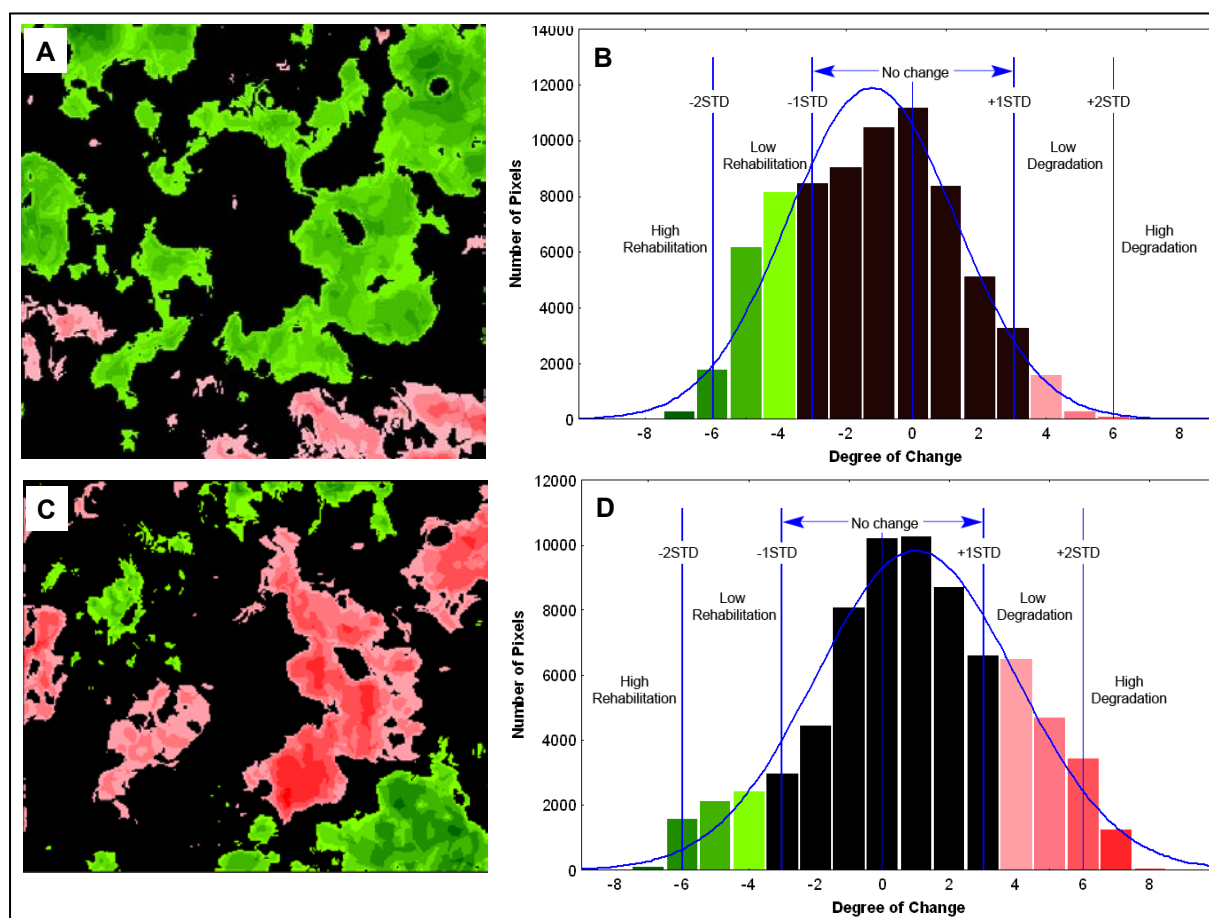 A
B
14000
12000
10000
8000
6000
4000
2000
0
Number of Pixels
No change
-2STD
-1STD
+1STD
+2STD
Low
Rehabilitation
Low
Degradation
High
Rehabilitation
High
Degradation
-8 -6 -4 -2 0 2 4 6 8
Degree of Change
C
D
12000
10000
8000
6000
4000
2000
0
Number of Pixels
No change
-2STD
-1STD
+1STD
+2STD
Low
Rehabilitation
Low
Degradation
High
Rehabilitation
High
Degradation
-8 -6 -4 -2 0 2 4 6 8
Degree of Change